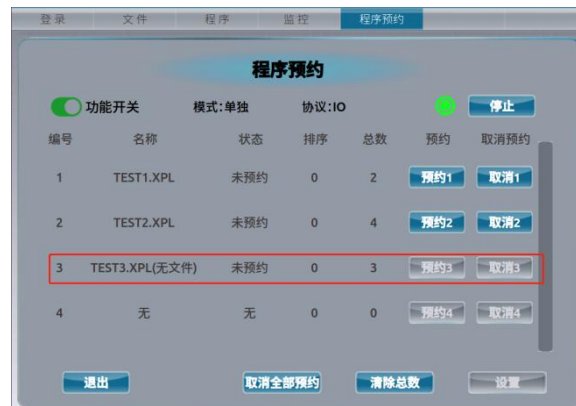 登录 文件 程序 监控 程序预约
程序预约
功能开关 模式:单独 协议:IO 停止
编号 名称 状态 排序 总数 预约 取消预约
1 TEST1.XPL 未预约 0 2 预约1 取消1
2 TEST2.XPL 未预约 0 4 预约2 取消2
3 TEST3.XPL(无文件) 未预约 0 3 预约3 取消3
4 无 无 0 0 预约4 取消4
退出 取消全部预约 清除总数 设置